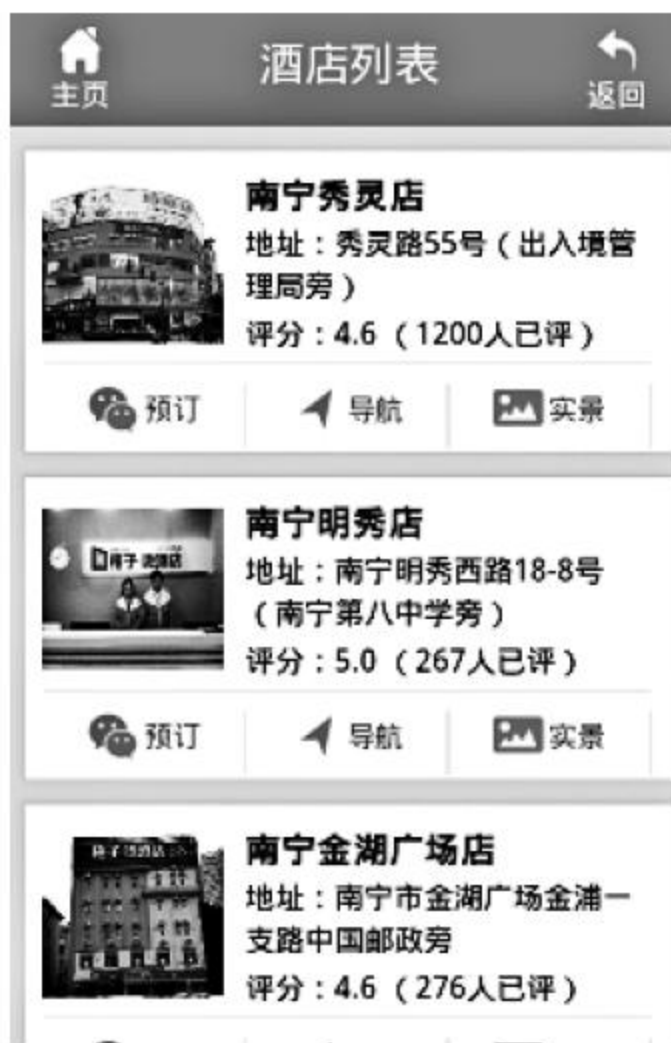 主页
酒店列表
返回
南宁秀灵店
地址：秀灵路55号（出入境管
理局旁）
评分：4.6 （1200人已评）
预订
导航
实景
南宁明秀店
地址：南宁明秀西路18-8号
（南宁第八中学旁）
评分：5.0 （267人已评）
预订
导航
实景
南宁金湖广场店
地址：南宁市金湖广场金浦一
支路中国邮政旁
评分：4.6 （276人已评）